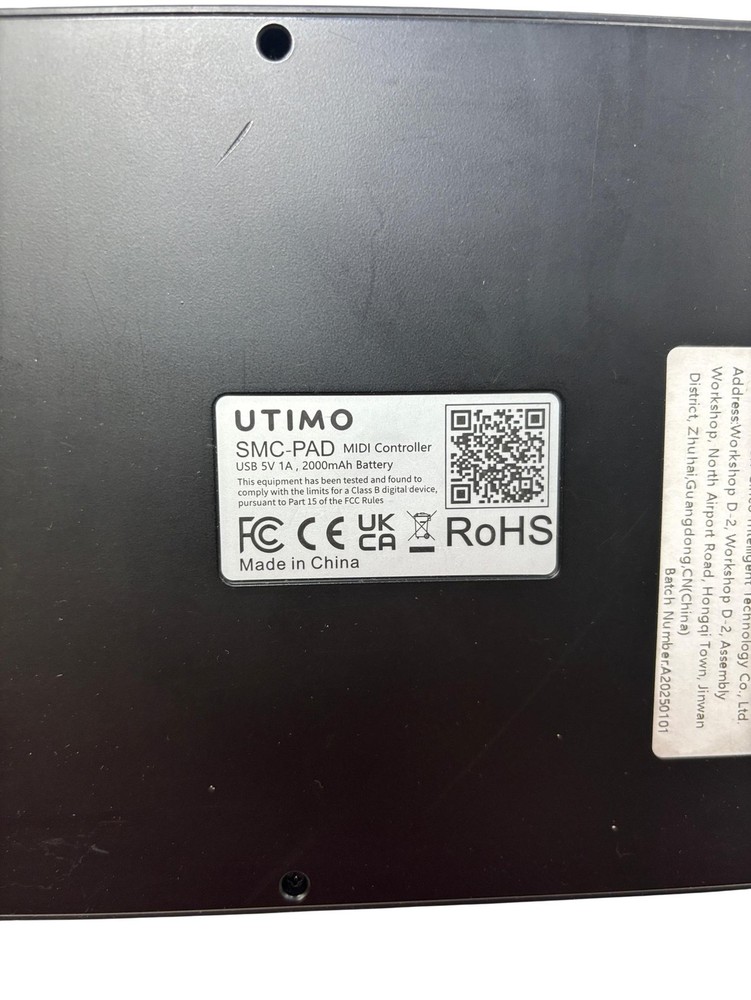 UTIMO
SMC-PAD MIDI Controller
USB 5V 1A , 2000mAh Battery
This equipment has been tested and found to
comply with the limits for a Class B digital device,
pursuant to Part 15 of the FCC Rules
FC CE UK CA RoHS
Made in China
Intelligent Technology Co., Ltd.
Address:Workshop D-2, Workshop D-2, Assembly
Workshop, North Airport Road, Hongqi Town, Jinwan
District, Zhuhai,Guangdong,CN(China)
Batch Number:A20250101